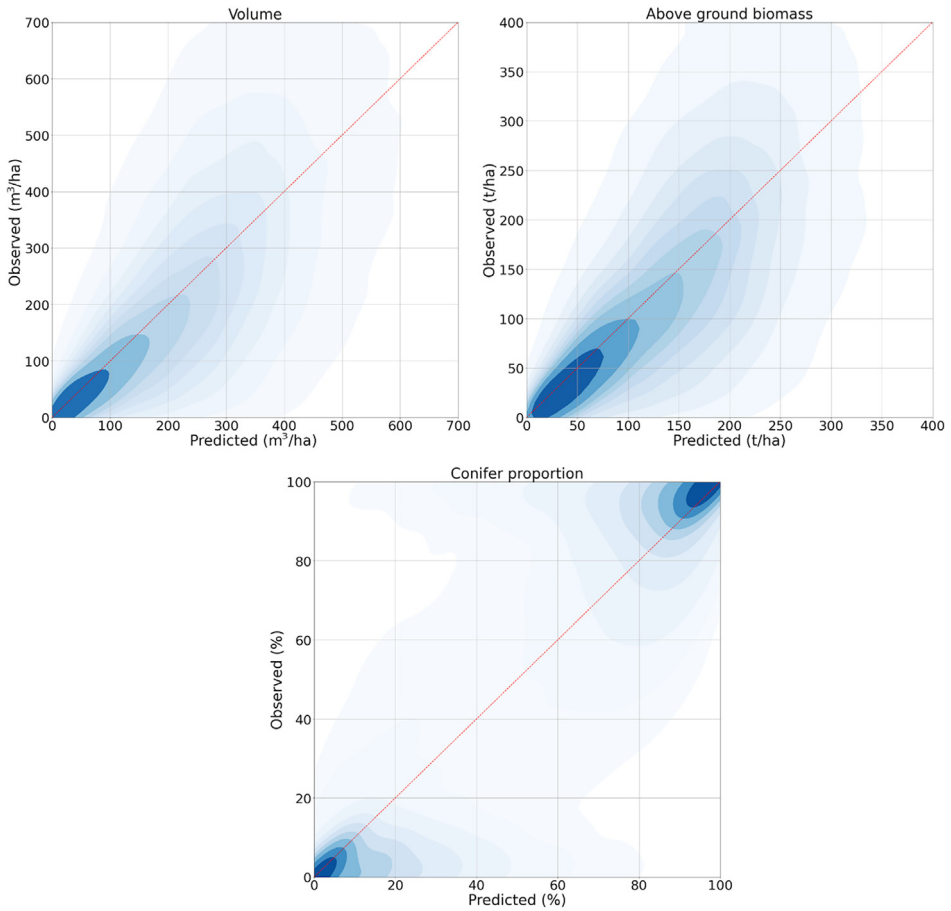 Volume
700
600
500
400
300
200
100
0
Observed (m³/ha)
0 100 200 300 400 500 600 700
Predicted (m³/ha)
Above ground biomass
400
350
300
250
200
150
100
50
0
Observed (t/ha)
0 50 100 150 200 250 300 350 400
Predicted (t/ha)
Conifer proportion
100
80
60
40
20
0
Observed (%)
0 20 40 60 80 100
Predicted (%)